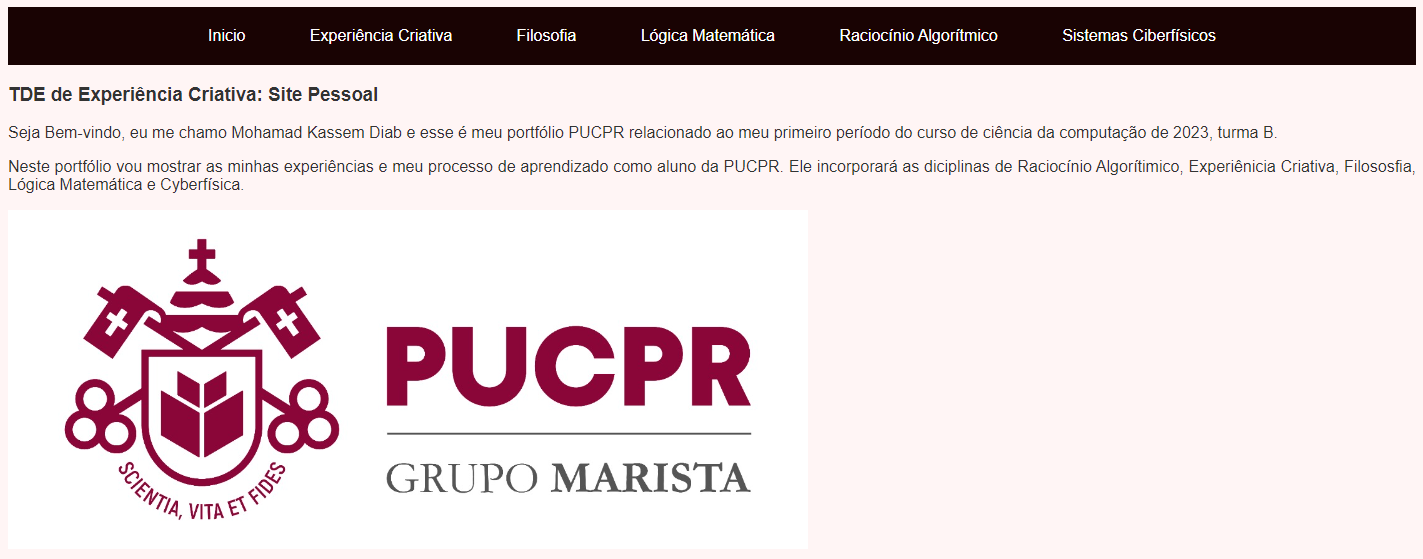 Inicio Experiência Criativa Filosofia Lógica Matemática Raciocínio Algorítmico Sistemas Ciberfísicos
TDE de Experiência Criativa: Site Pessoal
Seja Bem-vindo, eu me chamo Mohamad Kassem Diab e esse é meu portfólio PUCPR relacionado ao meu primeiro período do curso de ciência da computação de 2023, turma B.
Neste portfólio vou mostrar as minhas experiências e meu processo de aprendizado como aluno da PUCPR. Ele incorporará as diciplinas de Raciocínio Algorítimico, Experiênicia Criativa, Filososfia,
Lógica Matemática e Cyberfísica.
PUCPR
GRUPO MARISTA
SCIENTIA, VITA ET FIDES